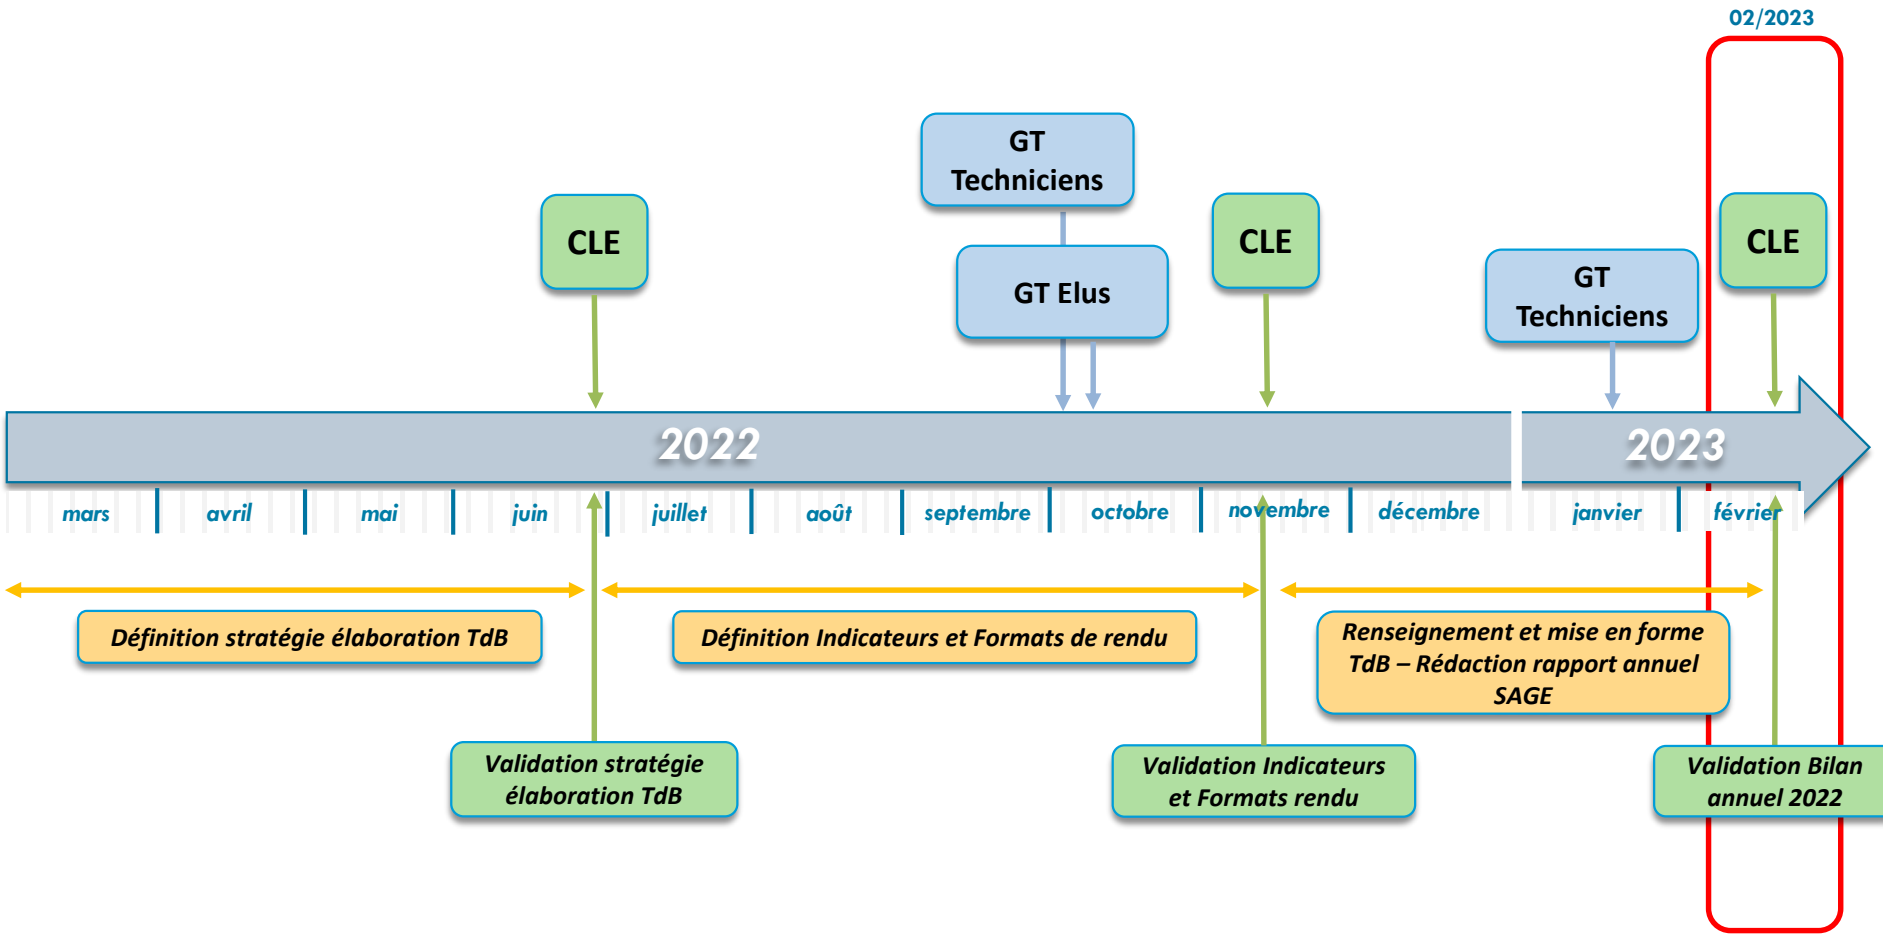 02/2023
GT
Techniciens
CLE
GT Elus
CLE
GT
Techniciens
CLE
2022
2023
mars
avril
mai
juin
juillet
août
septembre
octobre
novembre
décembre
janvier
février
Définition stratégie élaboration TdB
Définition Indicateurs et Formats de rendu
Renseignement et mise en forme
TdB – Rédaction rapport annuel
SAGE
Validation stratégie
élaboration TdB
Validation Indicateurs
et Formats rendu
Validation Bilan
annuel 2022